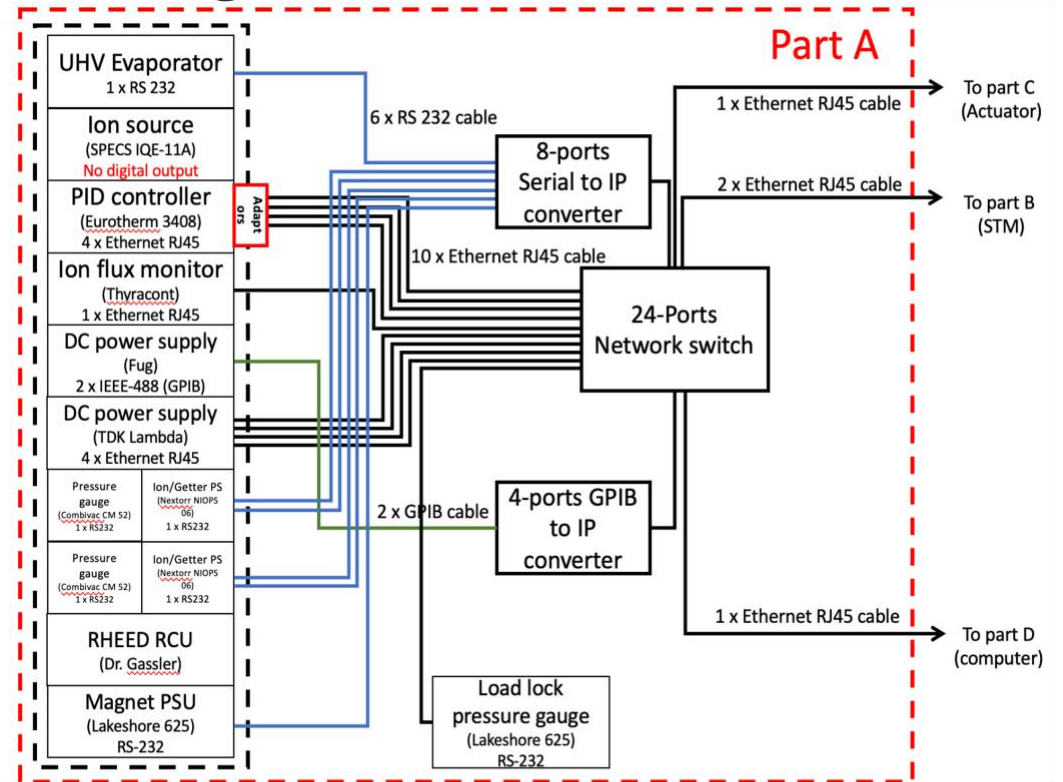 Part A
UHV Evaporator
1 x RS 232
Ion source
(SPECS IQE-11A)
No digital output
PID controller
(Eurotherm 3408)
4 x Ethernet RJ45
Adapt
ors
Ion flux monitor
(Thyracont)
1 x Ethernet RJ45
DC power supply
(Fug)
2 x IEEE-488 (GPIB)
DC power supply
(TDK Lambda)
4 x Ethernet RJ45
Pressure
gauge
(Combivac CM 52)
1 x RS232
Ion/Getter PS
(Nextorr NIOPS
06)
1 x RS232
Pressure
gauge
(Combivac CM 52)
1 x RS232
Ion/Getter PS
(Nextorr NIOPS
06)
1 x RS232
RHEED RCU
(Dr. Gassler)
Magnet PSU
(Lakeshore 625)
RS-232
6 x RS 232 cable
8-ports
Serial to IP
converter
10 x Ethernet RJ45 cable
24-Ports
Network switch
2 x GPIB cable
4-ports GPIB
to IP
converter
Load lock
pressure gauge
(Lakeshore 625)
RS-232
1 x Ethernet RJ45 cable
To part C
(Actuator)
2 x Ethernet RJ45 cable
To part B
(STM)
1 x Ethernet RJ45 cable
To part D
(computer)